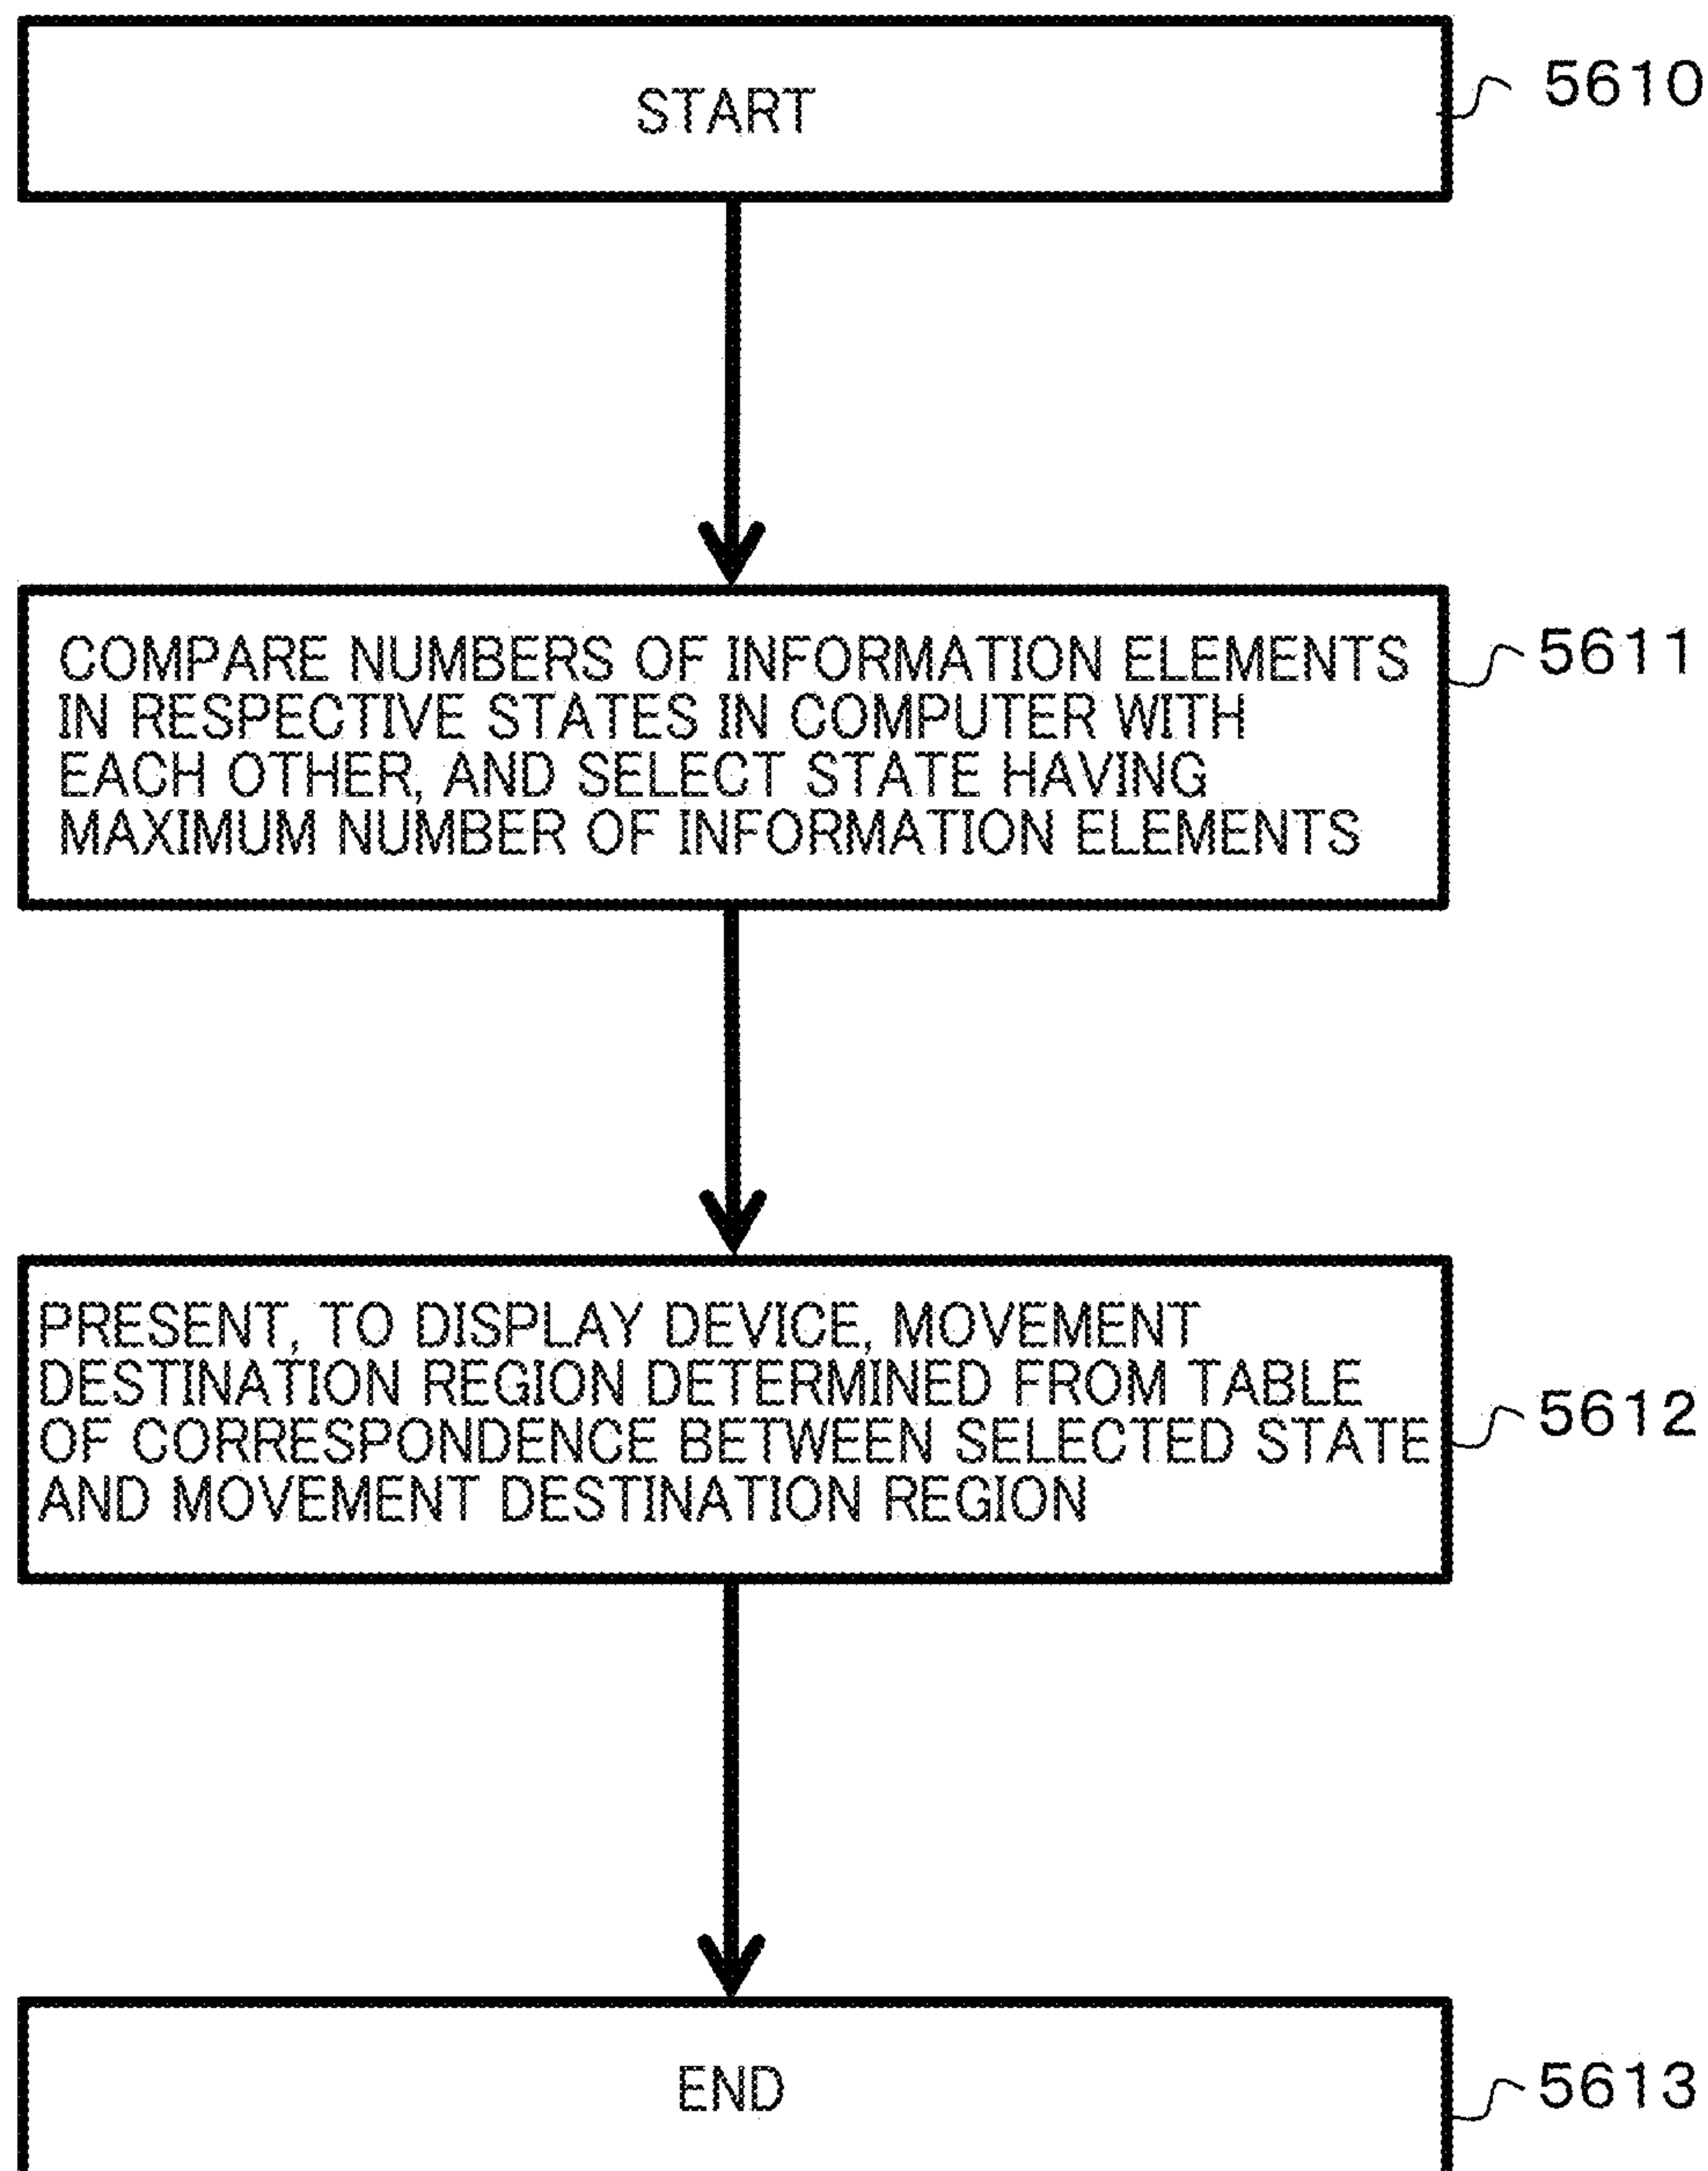 START
5610
COMPARE NUMBERS OF INFORMATION ELEMENTS
IN RESPECTIVE STATES IN COMPUTER WITH
EACH OTHER, AND SELECT STATE HAVING
MAXIMUM NUMBER OF INFORMATION ELEMENTS
5611
PRESENT, TO DISPLAY DEVICE, MOVEMENT
DESTINATION REGION DETERMINED FROM TABLE
OF CORRESPONDENCE BETWEEN SELECTED STATE
AND MOVEMENT DESTINATION REGION
5612
END
5613